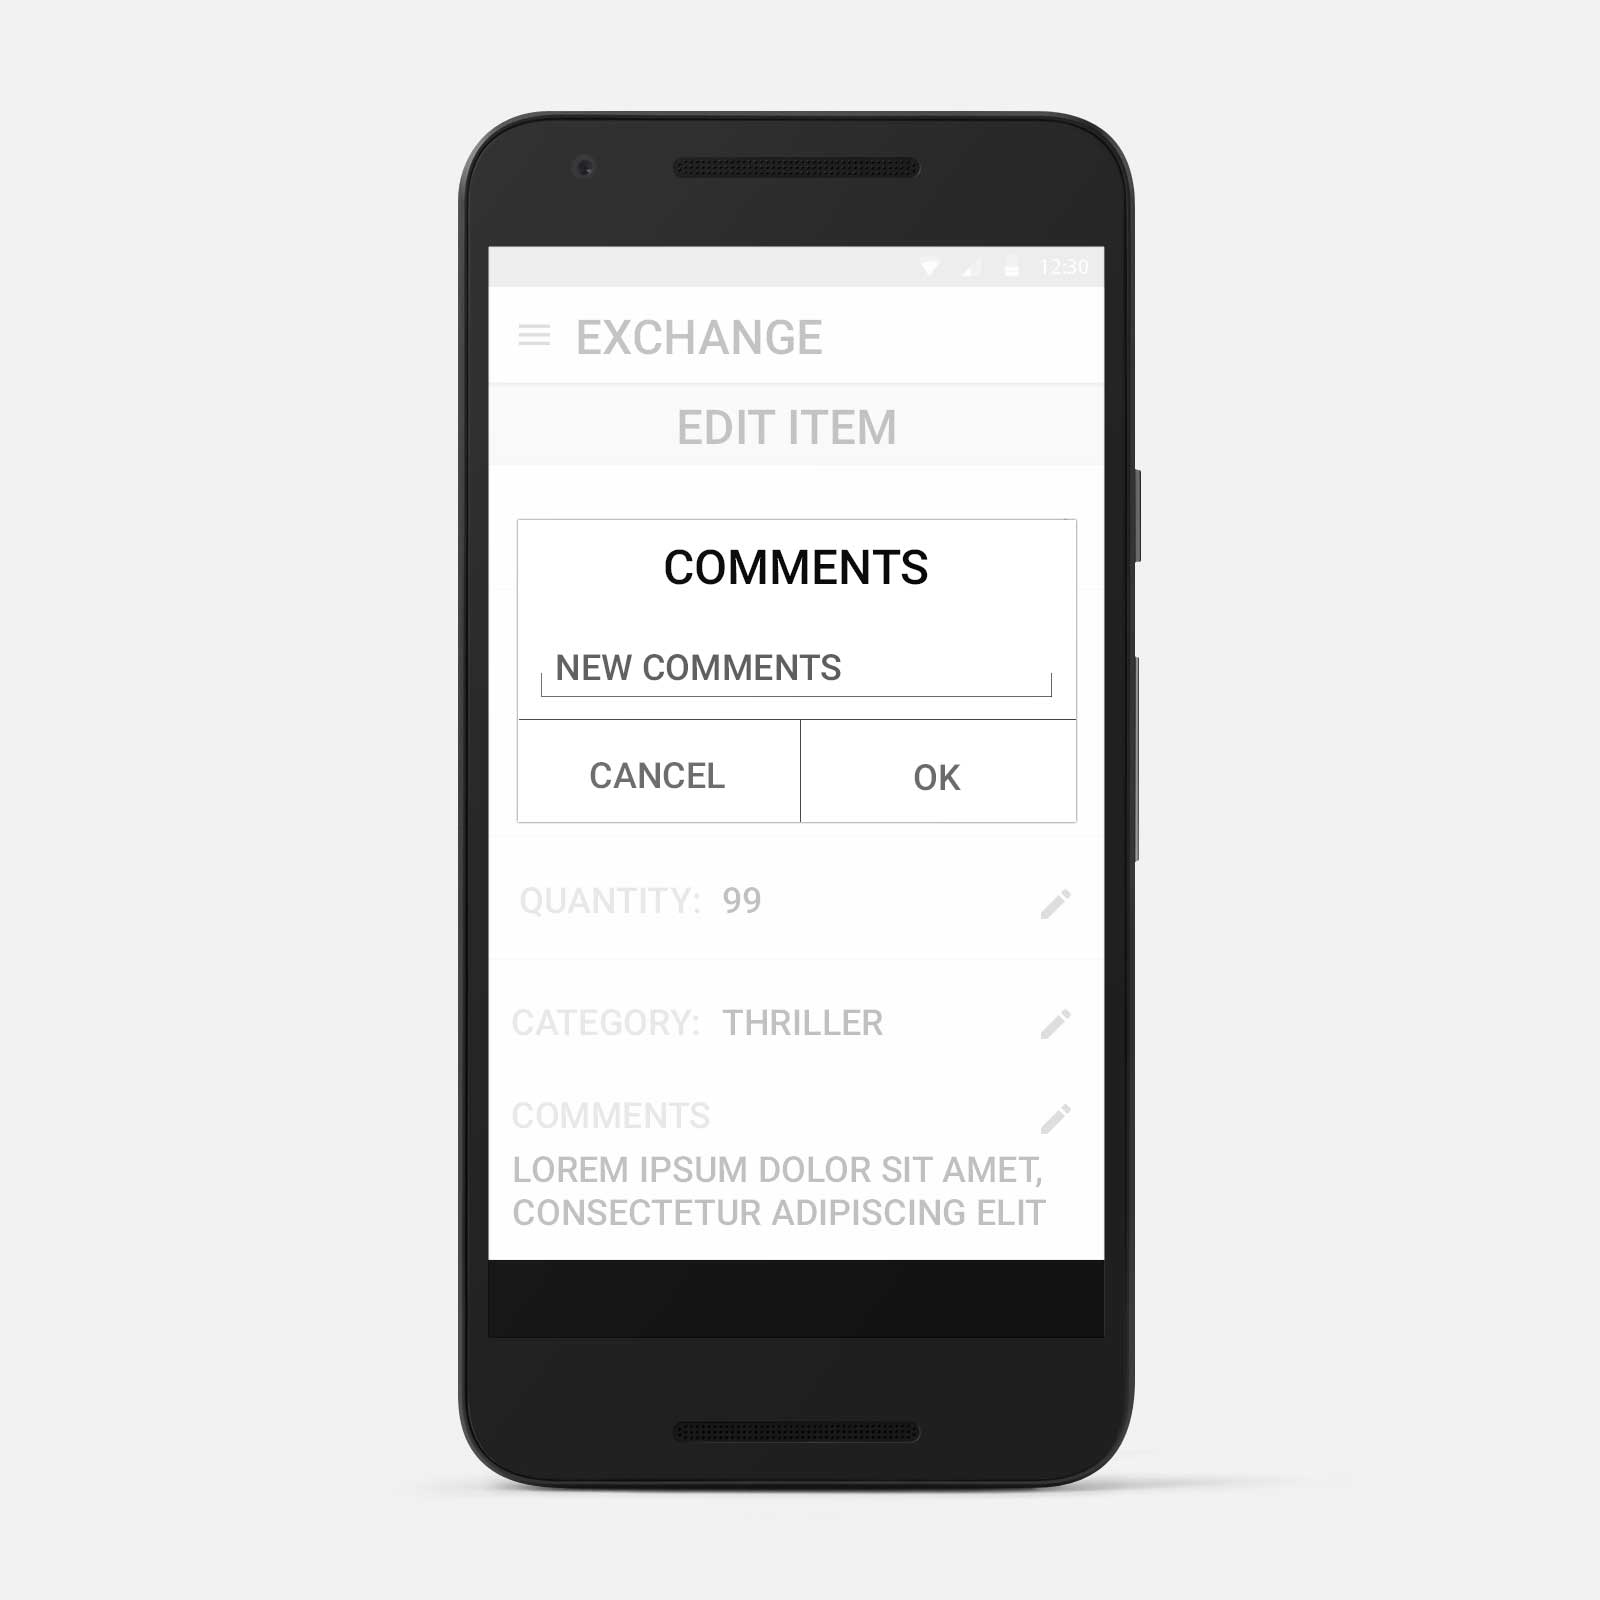 12:30
EXCHANGE
EDIT ITEM
COMMENTS
NEW COMMENTS
CANCEL
OK
QUANTITY: 99
CATEGORY: THRILLER
COMMENTS
LOREM IPSUM DOLOR SIT AMET,
CONSECTETUR ADIPISCING ELIT